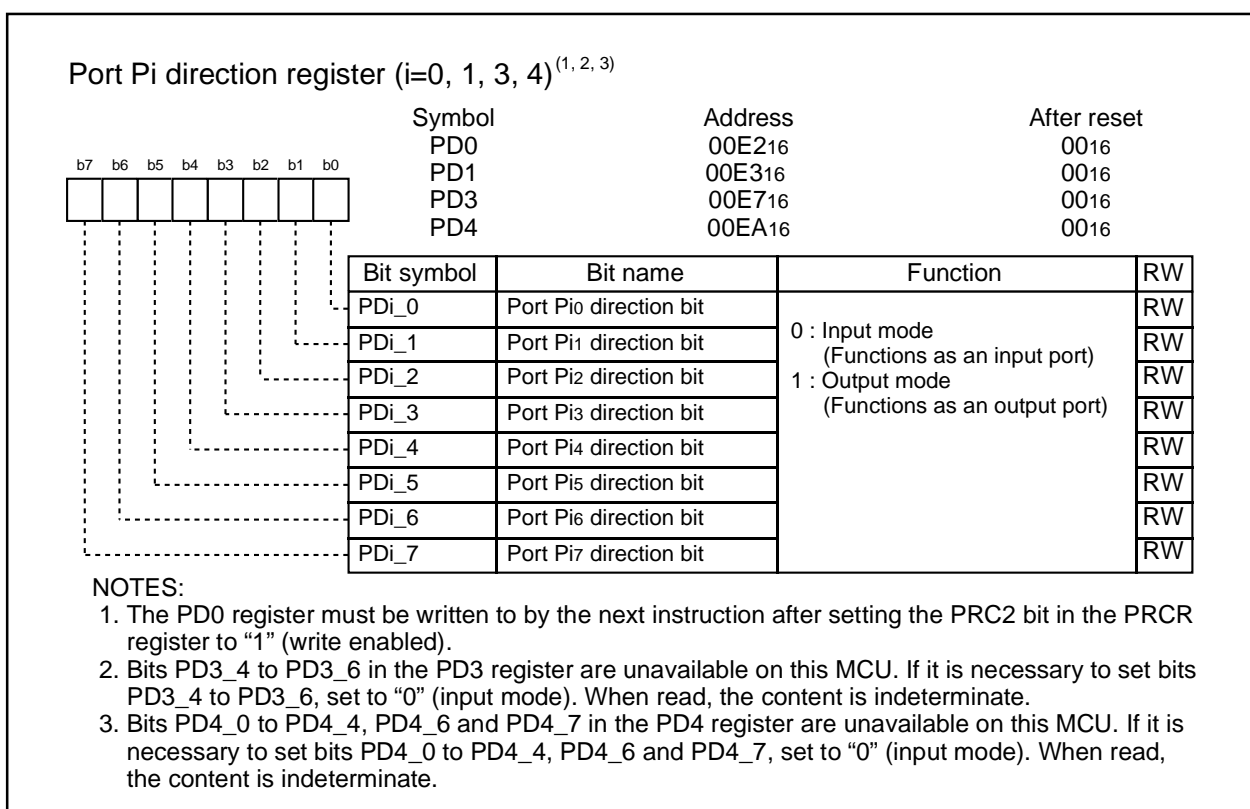 Port Pi direction register (i=0, 1, 3, 4)(1, 2, 3)
Symbol Address After reset
PD0 00E216 0016
PD1 00E316 0016
PD3 00E716 0016
PD4 00EA16 0016
b7 b6 b5 b4 b3 b2 b1 b0
Bit symbol Bit name Function RW
PDi_0 Port Pi0 direction bit RW
PDi_1 Port Pi1 direction bit RW
PDi_2 Port Pi2 direction bit RW
PDi_3 Port Pi3 direction bit RW
PDi_4 Port Pi4 direction bit RW
PDi_5 Port Pi5 direction bit RW
PDi_6 Port Pi6 direction bit RW
PDi_7 Port Pi7 direction bit RW
0 : Input mode
(Functions as an input port)
1 : Output mode
(Functions as an output port)
NOTES:
1. The PD0 register must be written to by the next instruction after setting the PRC2 bit in the PRCR
register to “1” (write enabled).
2. Bits PD3_4 to PD3_6 in the PD3 register are unavailable on this MCU. If it is necessary to set bits
PD3_4 to PD3_6, set to “0” (input mode). When read, the content is indeterminate.
3. Bits PD4_0 to PD4_4, PD4_6 and PD4_7 in the PD4 register are unavailable on this MCU. If it is
necessary to set bits PD4_0 to PD4_4, PD4_6 and PD4_7, set to “0” (input mode). When read,
the content is indeterminate.